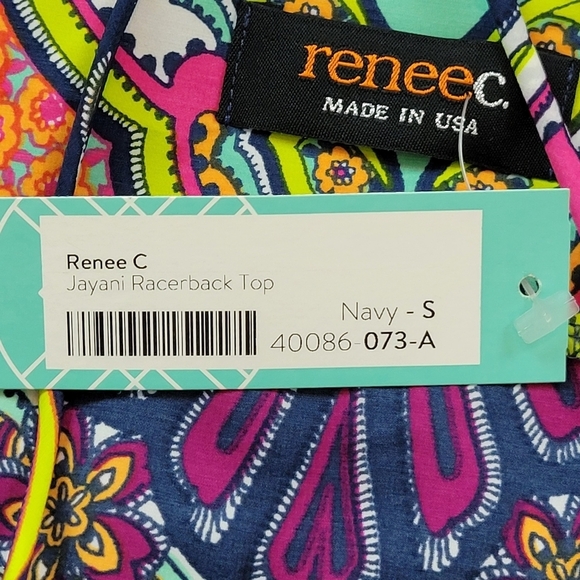 reneec.
MADE IN USA
Renee C
Jayani Racerback Top
Navy - S
40086-073-A